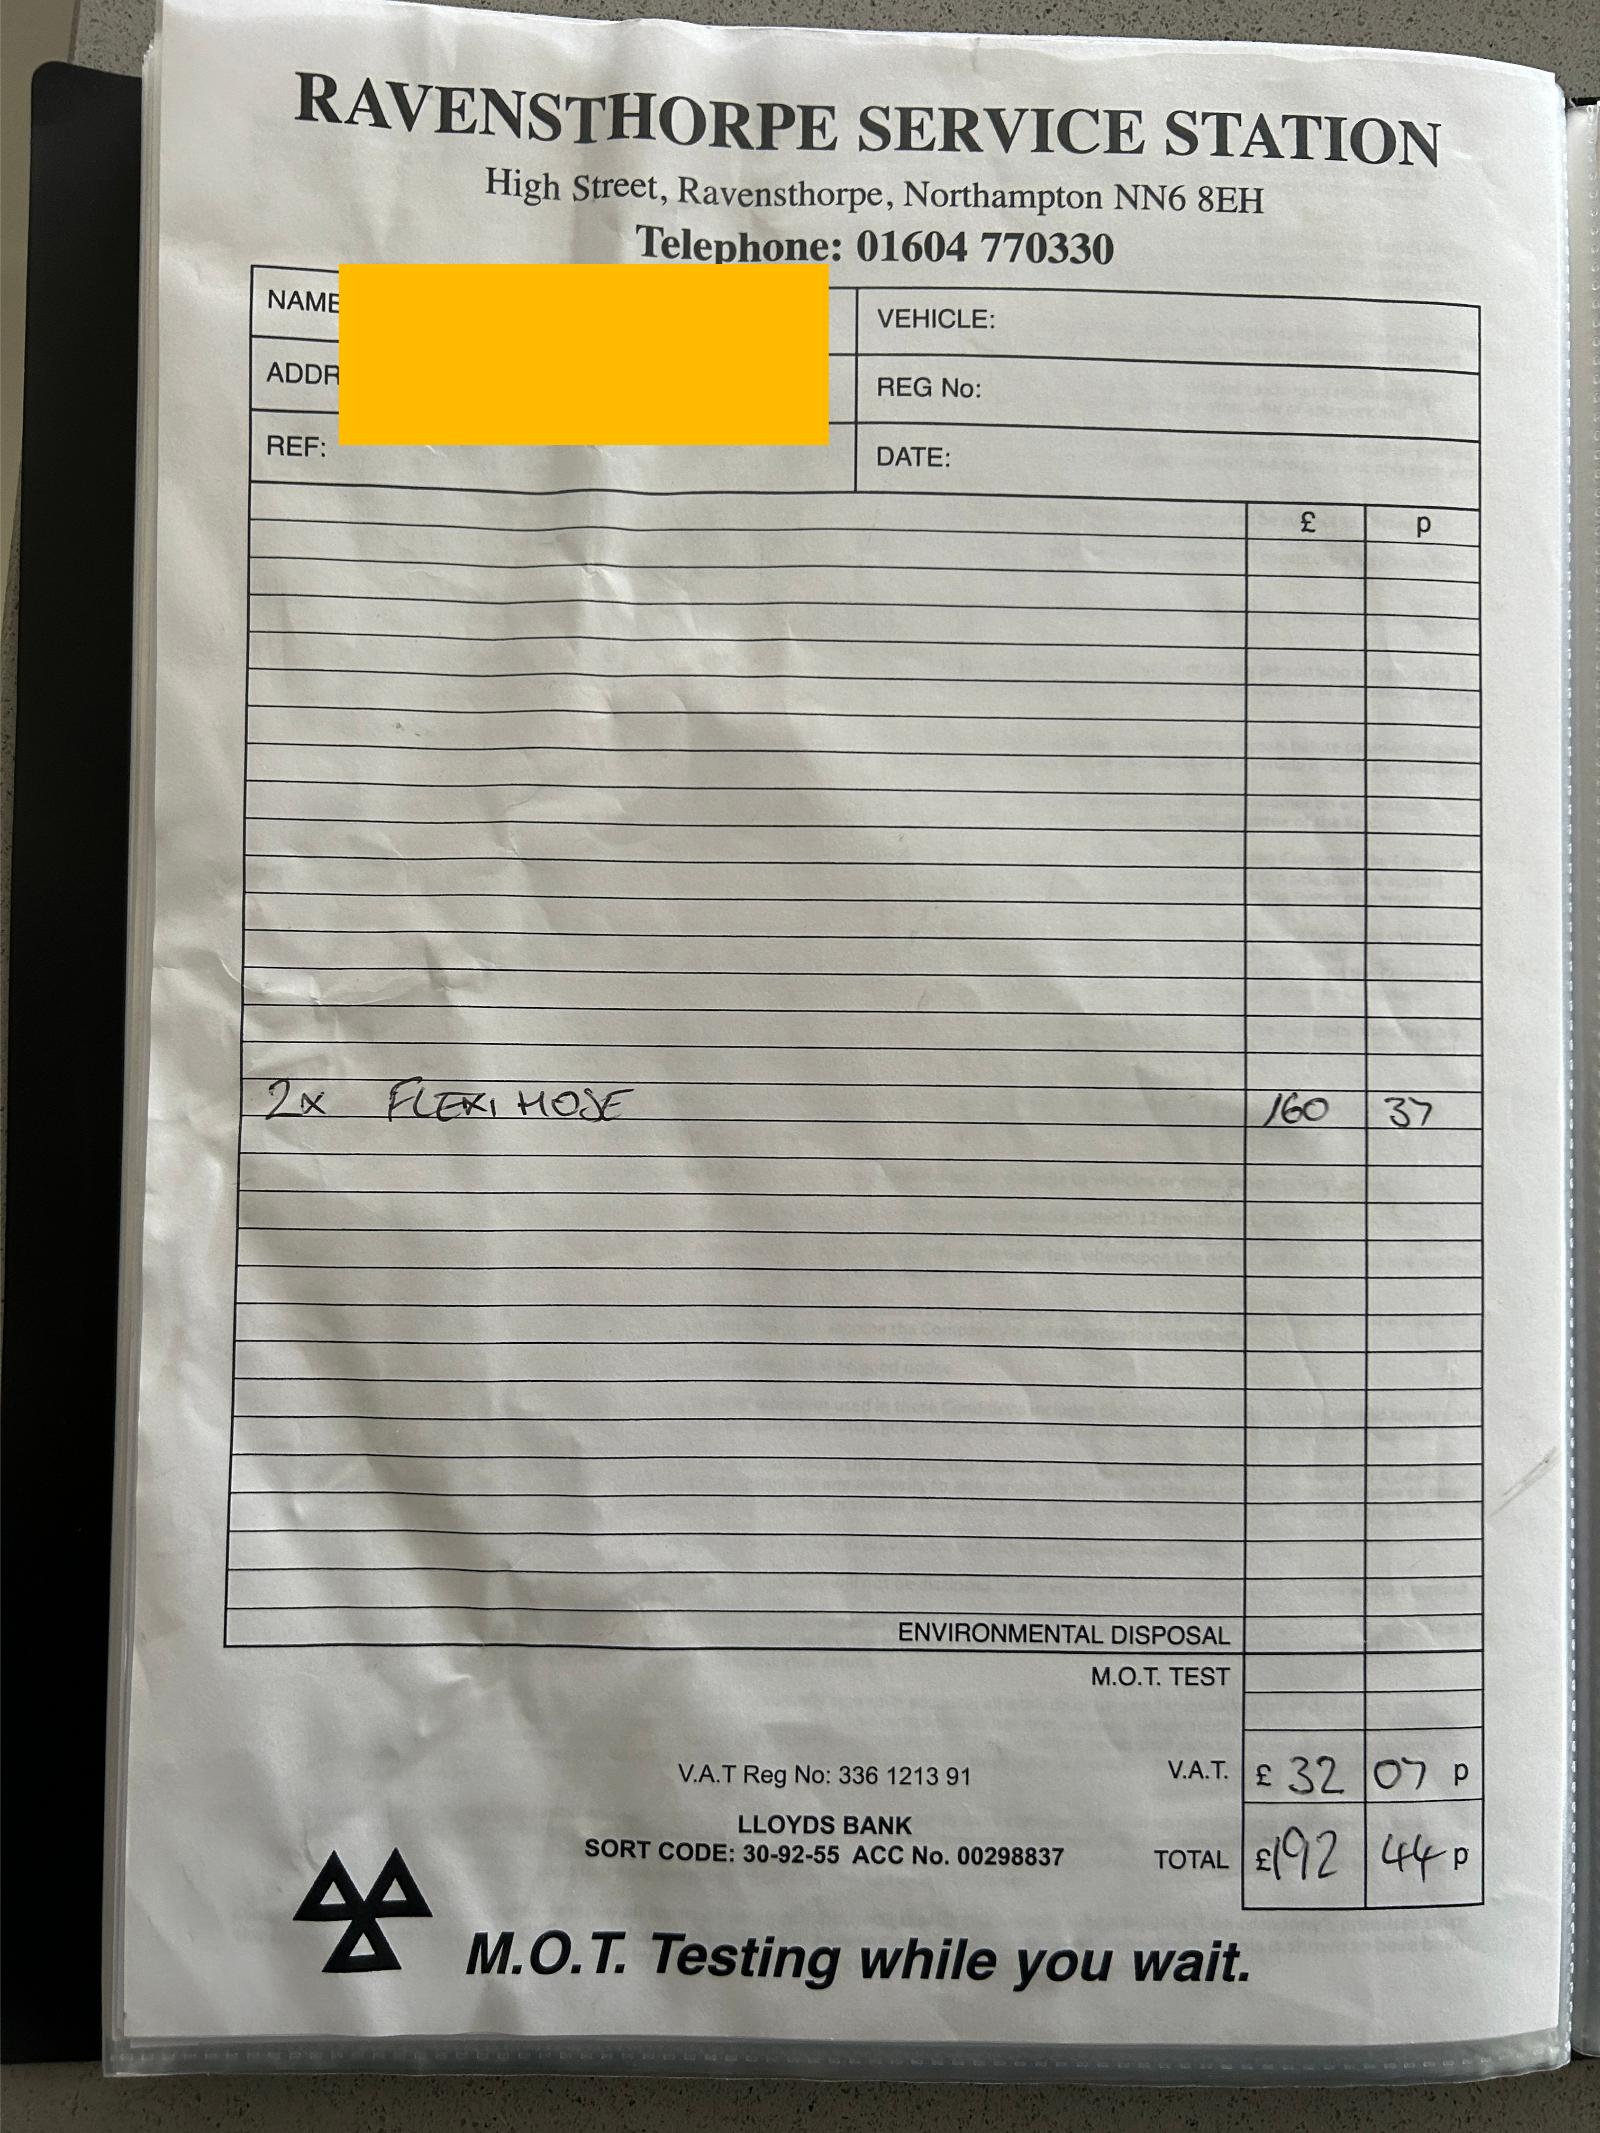 RAVENSTHORPE SERVICE STATION
High Street, Ravensthorpe, Northampton NN6 8EH
Telephone: 01604 770330
NAME
VEHICLE:
ADDR
REG No:
REF:
DATE:
£ p
2x FLEXI HOSE 160 37
ENVIRONMENTAL DISPOSAL
M.O.T. TEST
V.A.T Reg No: 336 1213 91 V.A.T. £ 32 07 p
LLOYDS BANK
SORT CODE: 30-92-55 ACC No. 00298837 TOTAL £192 44 p
M.O.T. Testing while you wait.